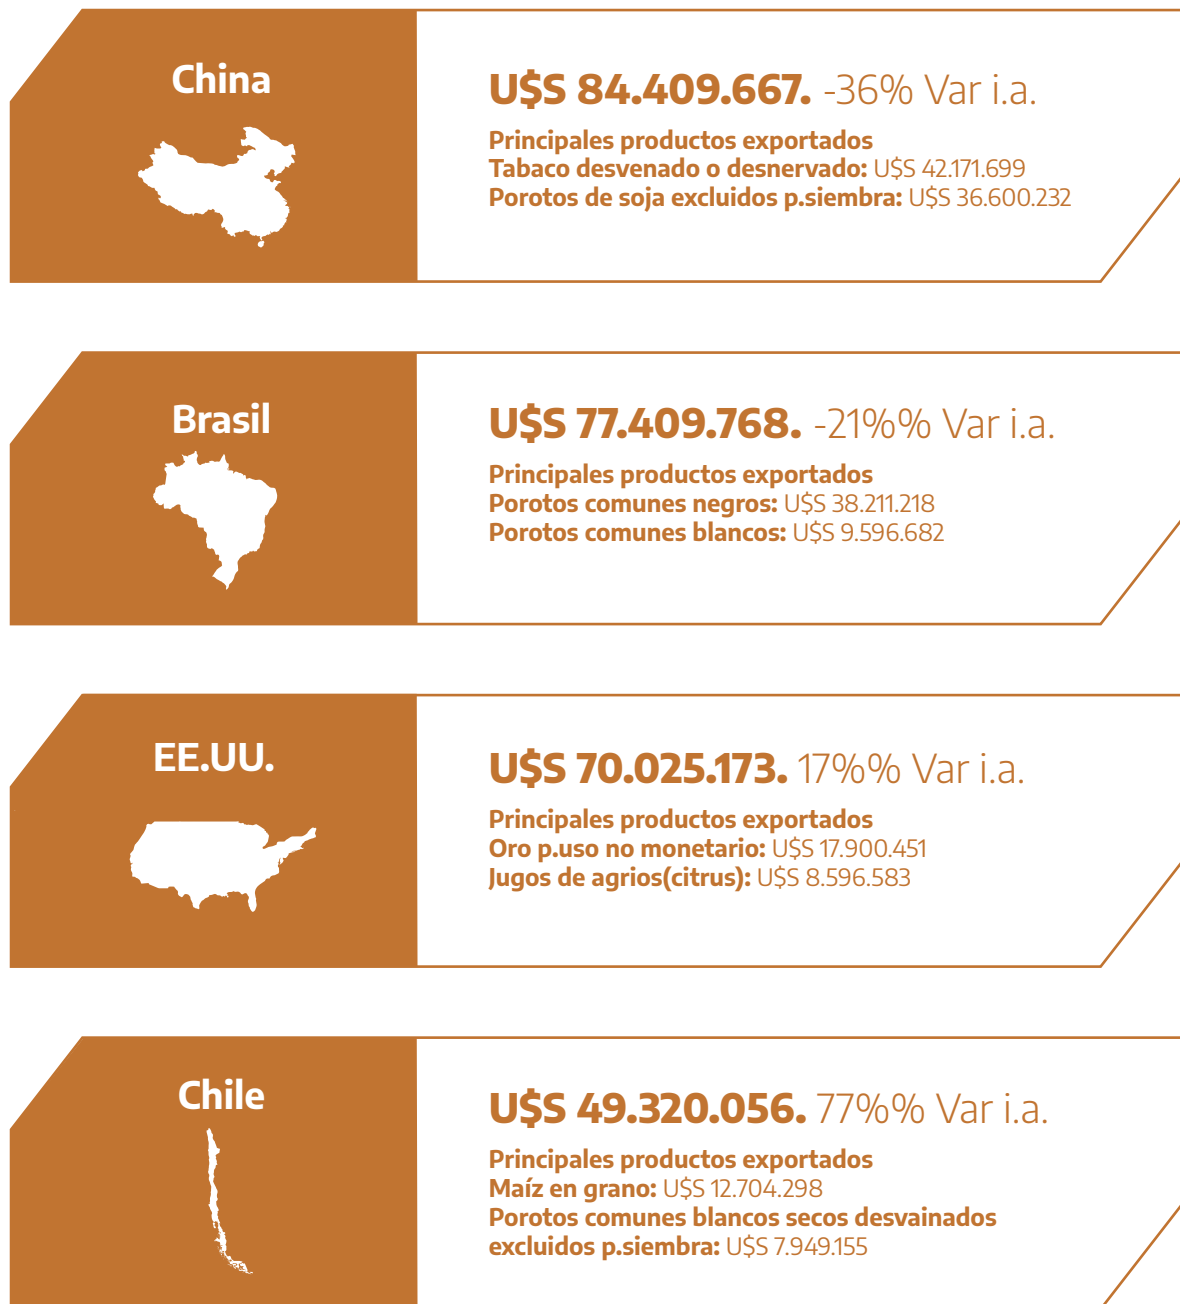 China
U$S 84.409.667. -36% Var i.a.
Principales productos exportados
Tabaco desvenado o desnervado: U$S 42.171.699
Porotos de soja excluidos p.siembra: U$S 36.600.232
Brasil
U$S 77.409.768. -21%% Var i.a.
Principales productos exportados
Porotos comunes negros: U$S 38.211.218
Porotos comunes blancos: U$S 9.596.682
EE.UU.
U$S 70.025.173. 17%% Var i.a.
Principales productos exportados
Oro p.uso no monetario: U$S 17.900.451
Jugos de agrios(citrus): U$S 8.596.583
Chile
U$S 49.320.056. 77%% Var i.a.
Principales productos exportados
Maíz en grano: U$S 12.704.298
Porotos comunes blancos secos desvainados
excluidos p.siembra: U$S 7.949.155